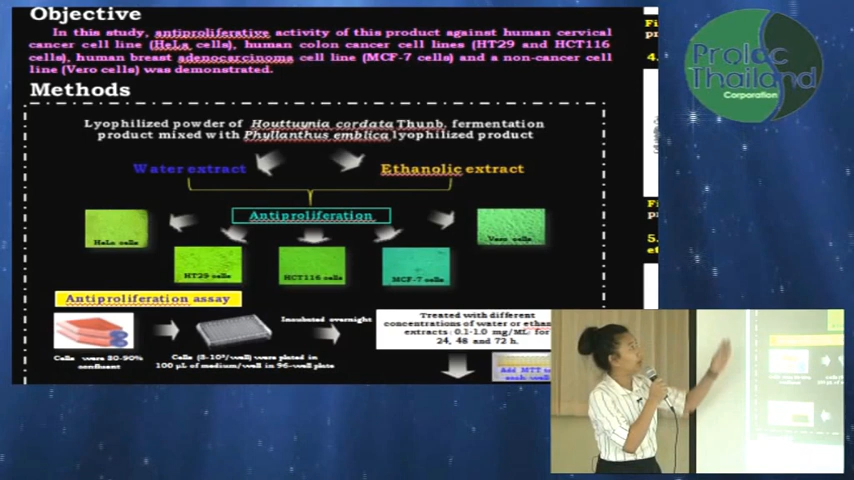 Objective
In this study, antiproliferative activity of this product against human cervical
cancer cell line (HeLa cells), human colon cancer cell lines (HT29 and HCT116
cells), human breast adenocarcinoma cell line (MCF-7 cells) and a non-cancer cell
line (Vero cells) was demonstrated.
Methods
Lyophilized powder of Houttuynia cordata Thunb. fermentation
product mixed with Phyllanthus emblica lyophilized product
Water extract
Ethanolic extract
Antiproliferation
HeLa cells
HT29 cells
HCT116 cells
MCF-7 cells
Vero cells
Antiproliferation assay
Cells were 80-90%
confluent
were plated in
100 µL of medium/well in 96-well plate
Incubated overnight
Treated with different
concentrations of water or
extracts: 0.1-1.0 mg/mL for
24, 48 and 72 h.
Add MTT
each well
4.
5.
Prolac
Thailand
Corporation